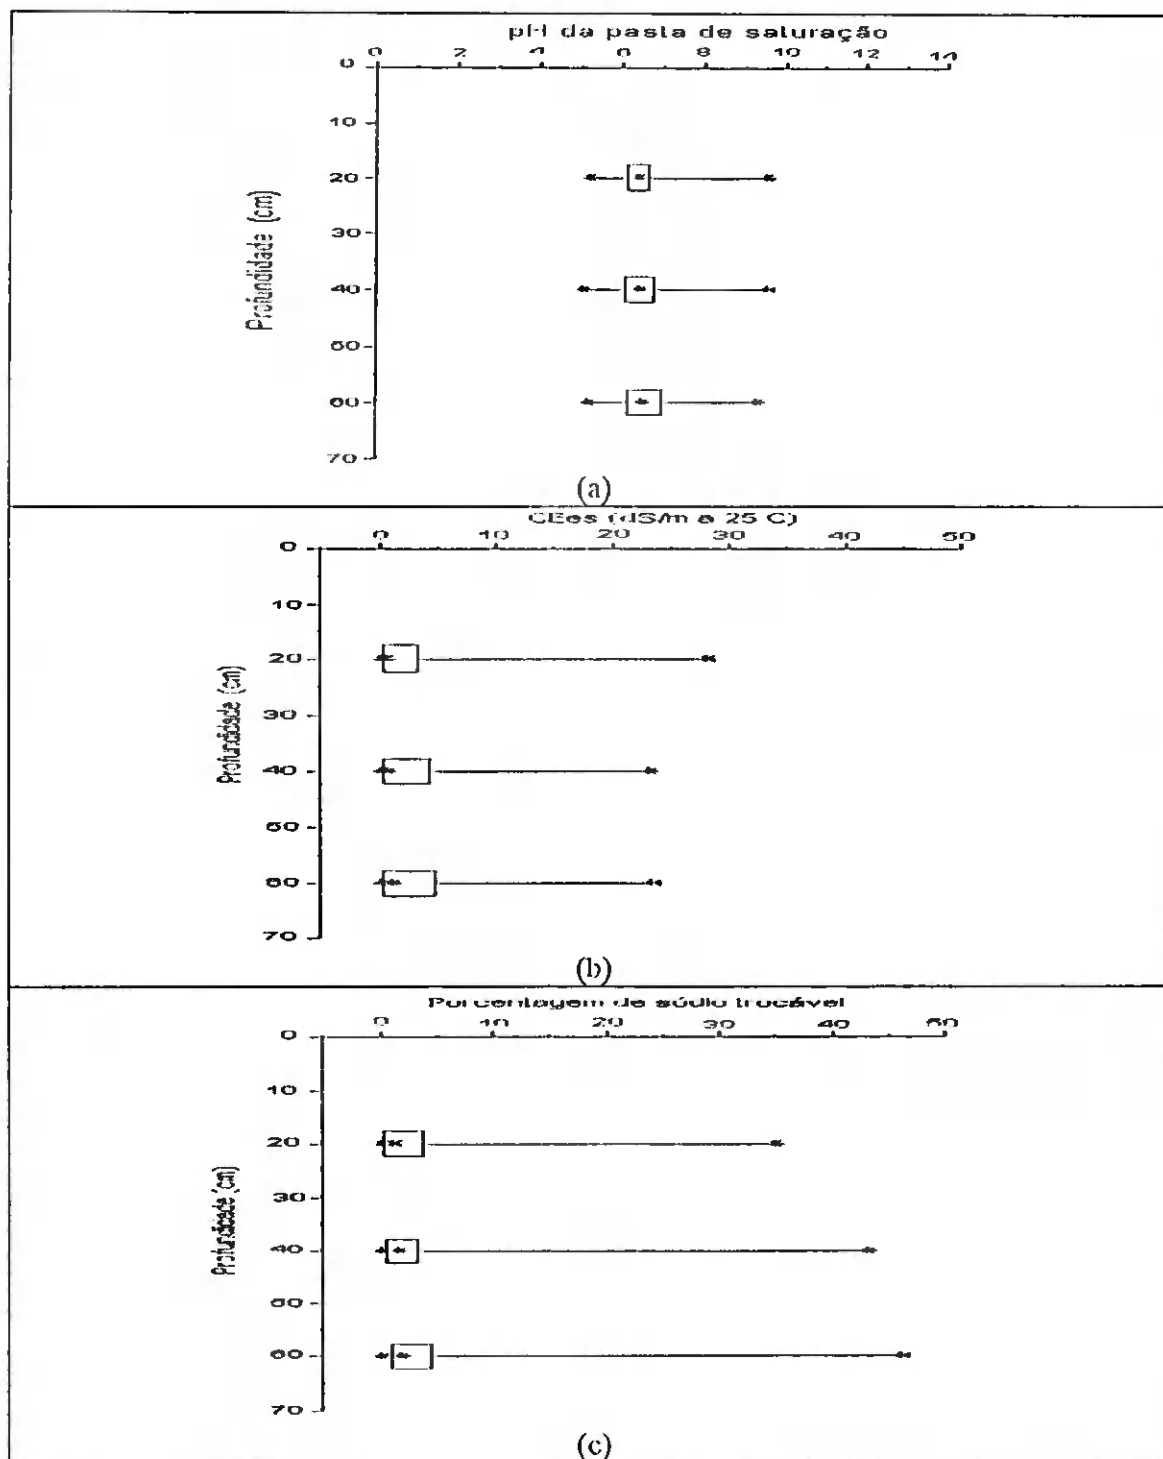 pH da pasta de saturação
0 2 4 6 8 10 12 14
0
10
20
30
40
50
60
70
Profundidade (cm)
(a)
CEes (dS/m a 25 C)
0 10 20 30 40 50
0
10
20
30
40
50
60
70
Profundidade (cm)
(b)
Porcentagem de sódio trocável
0 10 20 30 40 50
0
10
20
30
40
50
60
70
Profundidade (cm)
(c)